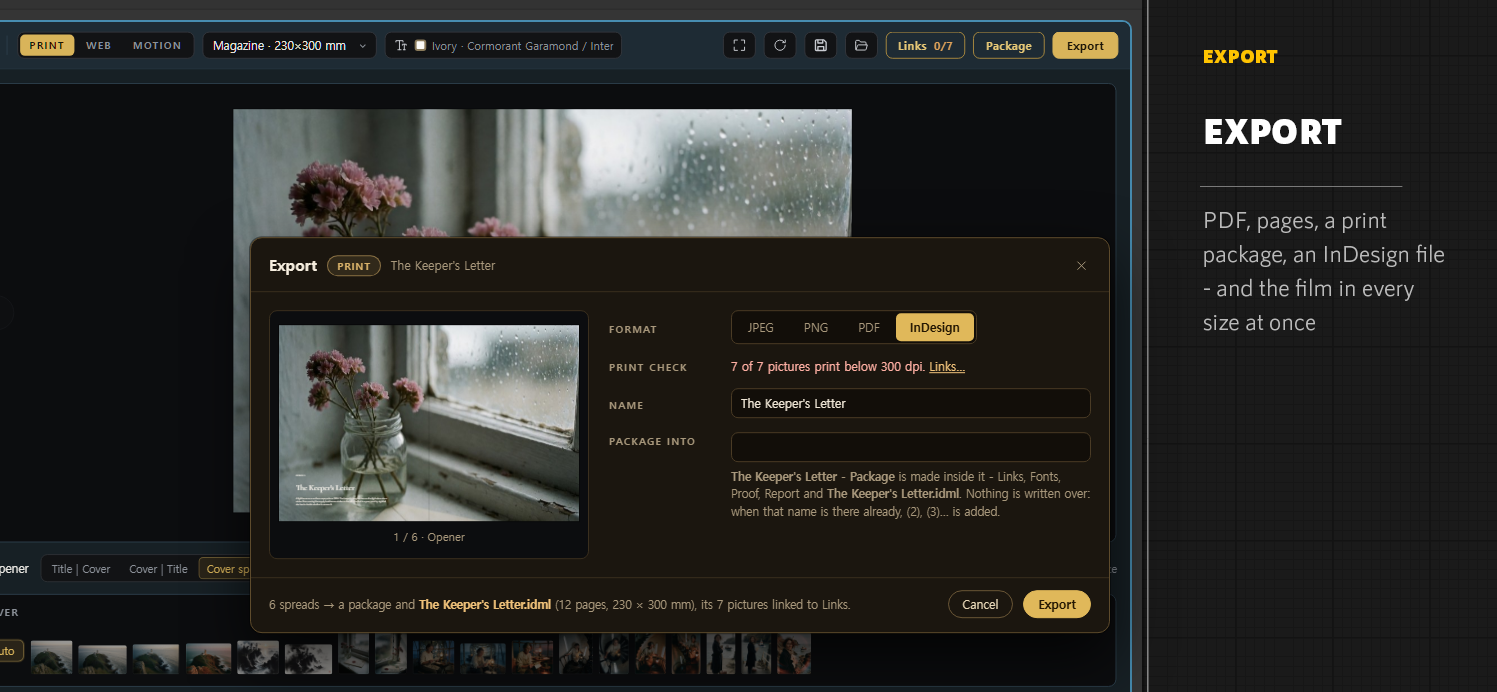 PRINT WEB MOTION Magazine · 230×300 mm Tт Ivory · Cormorant Garamond / Inter Links 0/7 Package Export
EXPORT
EXPORT
PDF, pages, a print
package, an InDesign file
- and the film in every
size at once
Export PRINT The Keeper's Letter
FORMAT JPEG PNG PDF InDesign
PRINT CHECK 7 of 7 pictures print below 300 dpi. Links...
NAME The Keeper's Letter
PACKAGE INTO
The Keeper's Letter - Package is made inside it - Links, Fonts,
Proof, Report and The Keeper's Letter.idml. Nothing is written over:
when that name is there already, (2), (3)... is added.
The Keeper's Letter
1 / 6 · Opener
pener Title | Cover Cover | Title Cover sp
6 spreads → a package and The Keeper's Letter.idml (12 pages, 230 × 300 mm), its 7 pictures linked to Links.
Cancel Export
VER
uto